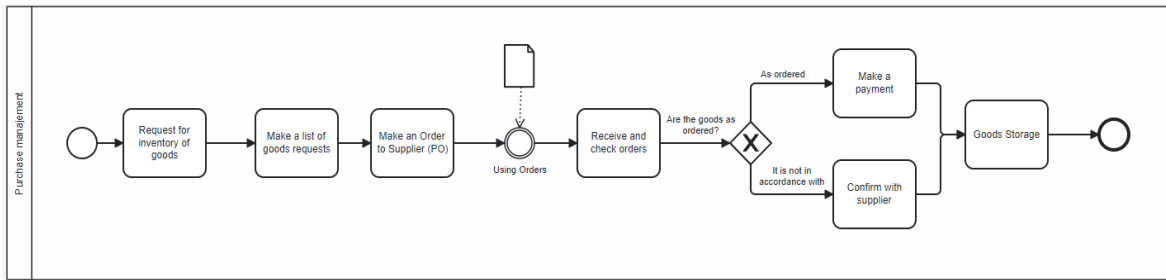 Purchase management
Request for
inventory of
goods
Make a list of
goods requests
Make an Order
to Supplier (PO)
Using Orders
Receive and
check orders
Are the goods as
ordered?
As ordered
Make a
payment
It is not in
accordance with
Confirm with
supplier
Goods Storage